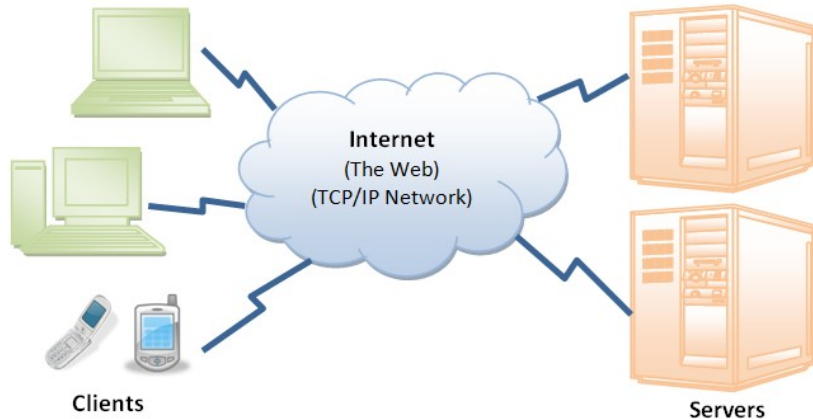 Internet
(The Web)
(TCP/IP Network)
Clients
Servers